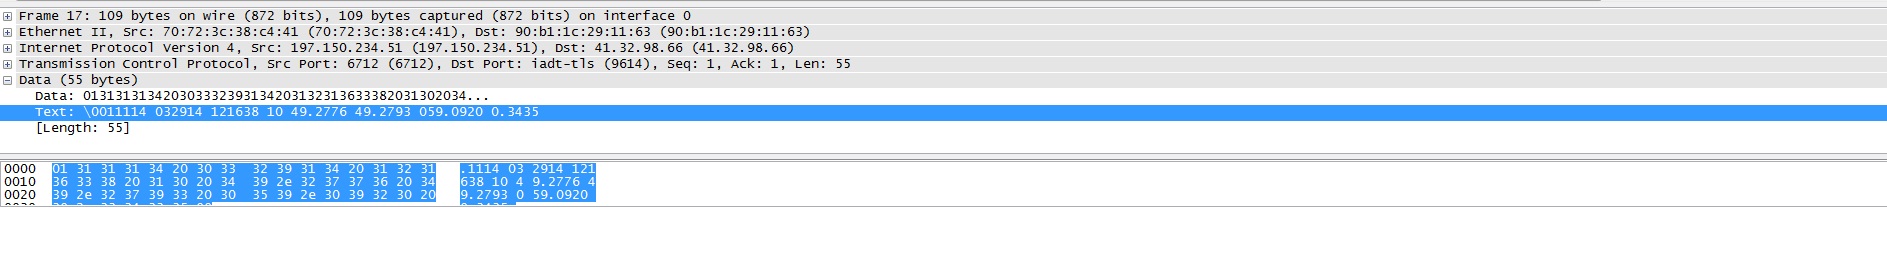 Frame 17: 109 bytes on wire (872 bits), 109 bytes captured (872 bits) on interface 0
Ethernet II, Src: 70:72:3c:38:c4:41 (70:72:3c:38:c4:41), Dst: 90:b1:1c:29:11:63 (90:b1:1c:29:11:63)
Internet Protocol Version 4, Src: 197.150.234.51 (197.150.234.51), Dst: 41.32.98.66 (41.32.98.66)
Transmission Control Protocol, Src Port: 6712 (6712), Dst Port: iadt-tls (9614), Seq: 1, Ack: 1, Len: 55
Data (55 bytes)
Data: 013131313420303332393134203132313633382031302034...
Text: \0011114 032914 121638 10 49.2776 49.2793 059.0920 0.3435
[Length: 55]
0000 01 31 31 31 34 20 30 33 32 39 31 34 20 31 32 31 .1114 03 2914 121
0010 36 33 38 20 31 30 20 34 39 2e 32 37 37 36 20 34 638 10 4 9.2776 4
0020 39 2e 32 37 39 33 20 30 35 39 2e 30 39 32 30 20 9.2793 0 59.0920